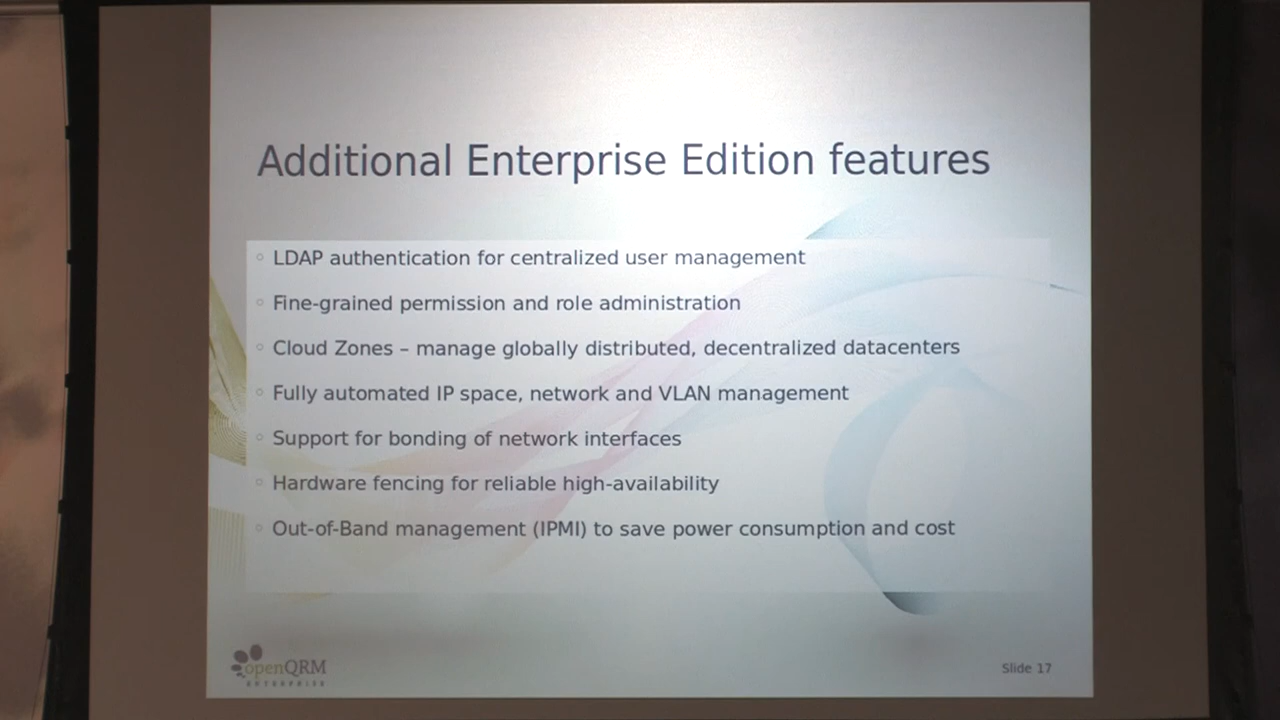 Additional Enterprise Edition features
LDAP authentication for centralized user management
Fine-grained permission and role administration
Cloud Zones – manage globally distributed, decentralized datacenters
Fully automated IP space, network and VLAN management
Support for bonding of network interfaces
Hardware fencing for reliable high-availability
Out-of-Band management (IPMI) to save power consumption and cost
openQRM
ENTERPRISE
Slide 17